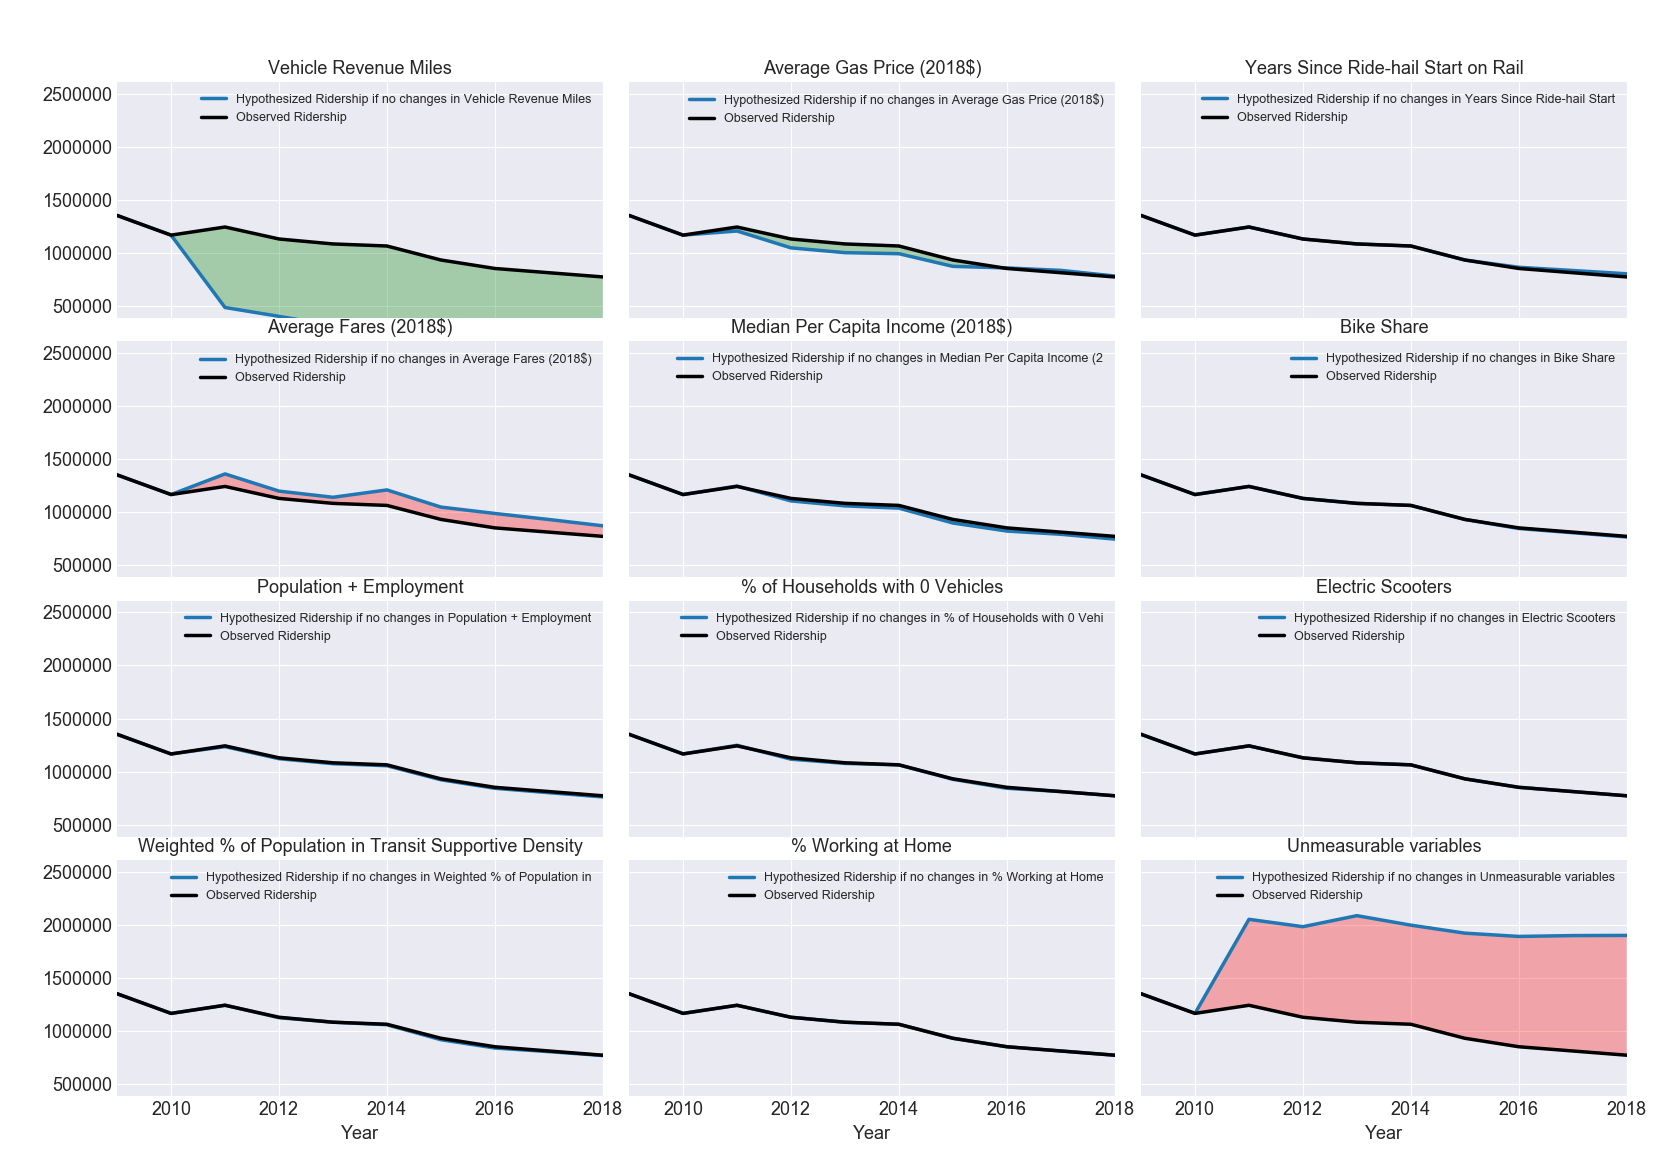 Vehicle Revenue Miles
Average Gas Price (2018$)
Years Since Ride-hail Start on Rail
2500000
2000000
1500000
1000000
500000
Hypothesized Ridership if no changes in Vehicle Revenue Miles
Observed Ridership
Hypothesized Ridership if no changes in Average Gas Price (2018$)
Observed Ridership
Hypothesized Ridership if no changes in Years Since Ride-hail Start
Observed Ridership
Average Fares (2018$)
Median Per Capita Income (2018$)
Bike Share
2500000
2000000
1500000
1000000
500000
Hypothesized Ridership if no changes in Average Fares (2018$)
Observed Ridership
Hypothesized Ridership if no changes in Median Per Capita Income (2
Observed Ridership
Hypothesized Ridership if no changes in Bike Share
Observed Ridership
Population + Employment
% of Households with 0 Vehicles
Electric Scooters
2500000
2000000
1500000
1000000
500000
Hypothesized Ridership if no changes in Population + Employment
Observed Ridership
Hypothesized Ridership if no changes in % of Households with 0 Vehi
Observed Ridership
Hypothesized Ridership if no changes in Electric Scooters
Observed Ridership
Weighted % of Population in Transit Supportive Density
% Working at Home
Unmeasurable variables
2500000
2000000
1500000
1000000
500000
Hypothesized Ridership if no changes in Weighted % of Population in
Observed Ridership
Hypothesized Ridership if no changes in % Working at Home
Observed Ridership
Hypothesized Ridership if no changes in Unmeasurable variables
Observed Ridership
2010 2012 2014 2016 2018
2010 2012 2014 2016 2018
2010 2012 2014 2016 2018
Year
Year
Year